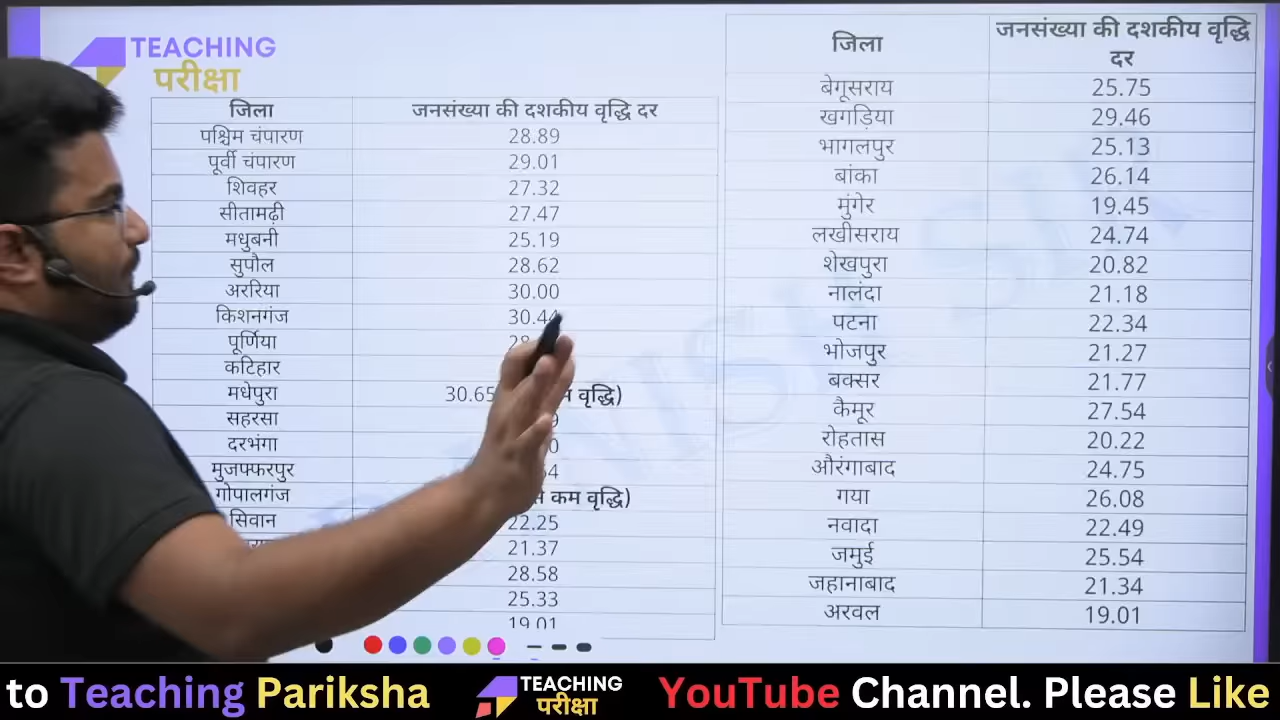 TEACHING
परीक्षा
जिला जनसंख्या की दशकीय वृद्धि दर
पश्चिम चंपारण 28.89
पूर्वी चंपारण 29.01
शिवहर 27.32
सीतामढ़ी 27.47
मधुबनी 25.19
सुपौल 28.62
अररिया 30.00
किशनगंज 30.44
पूर्णिया
कटिहार
मधेपुरा 30.65 वृद्धि)
सहरसा
दरभंगा
मुजफ्फरपुर
गोपालगंज कम वृद्धि)
सिवान 22.25
21.37
28.58
25.33
19.01
जिला जनसंख्या की दशकीय वृद्धि
दर
बेगूसराय 25.75
खगड़िया 29.46
भागलपुर 25.13
बांका 26.14
मुंगेर 19.45
लखीसराय 24.74
शेखपुरा 20.82
नालंदा 21.18
पटना 22.34
भोजपुर 21.27
बक्सर 21.77
कैमूर 27.54
रोहतास 20.22
औरंगाबाद 24.75
गया 26.08
नवादा 22.49
जमुई 25.54
जहानाबाद 21.34
अरवल 19.01
to Teaching Pariksha TEACHING परीक्षा YouTube Channel. Please Like